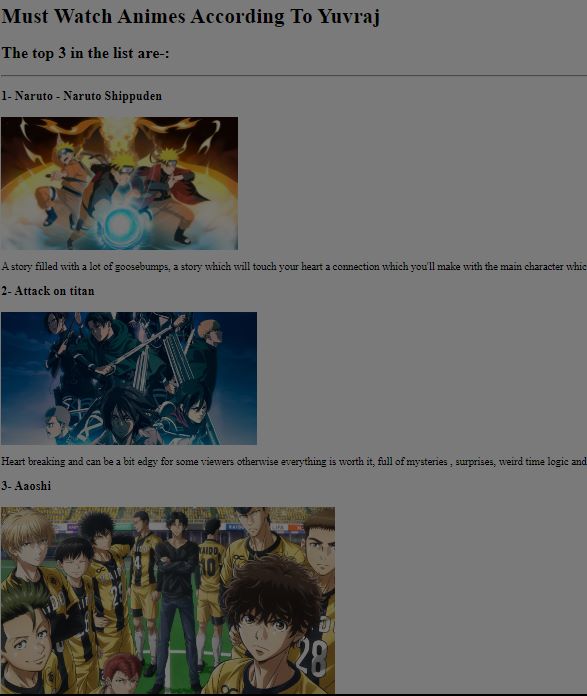 Must Watch Animes According To Yuvraj
The top 3 in the list are-:
1- Naruto - Naruto Shippuden
A story filled with a lot of goosebumps, a story which will touch your heart a connection which you'll make with the main character whic
2- Attack on titan
Heart breaking and can be a bit edgy for some viewers otherwise everything is worth it, full of mysteries , surprises, weird time logic and
3- Aaoshi
10
28